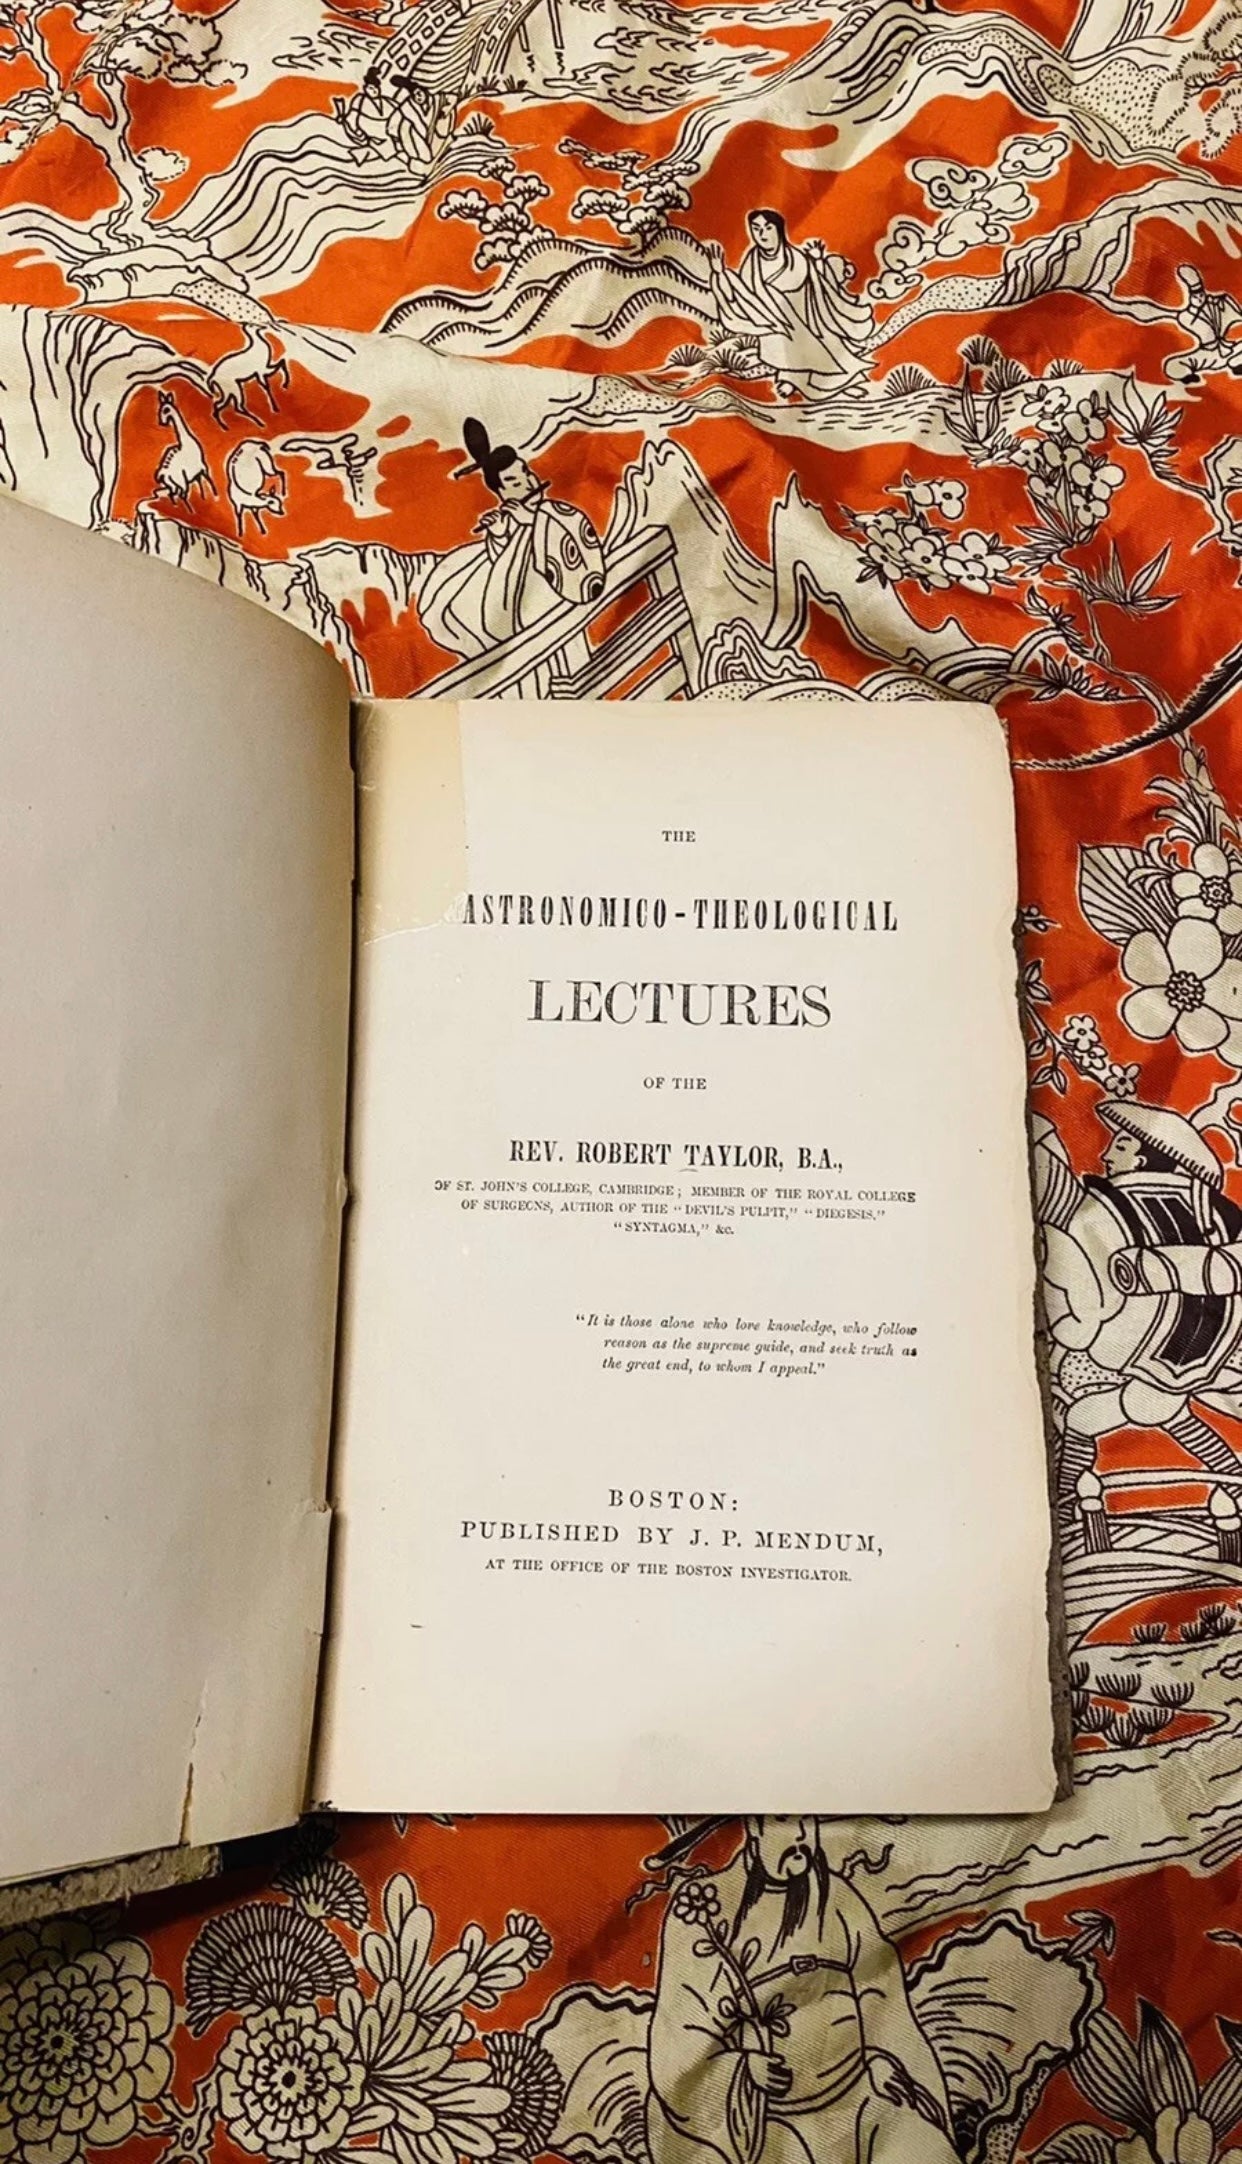 THE
ASTRONOMICO-THEOLOGICAL
LECTURES
OF THE
REV. ROBERT TAYLOR, B.A.,
OF ST. JOHN'S COLLEGE, CAMBRIDGE; MEMBER OF THE ROYAL COLLEGE
OF SURGEONS, AUTHOR OF THE "DEVIL'S PULPIT," "DIEGESIS,"
"SYNTAGMA," &c.
"It is those alone who love knowledge, who follow
reason as the supreme guide, and seek truth as
the great end, to whom I appeal."
BOSTON:
PUBLISHED BY J. P. MENDUM,
AT THE OFFICE OF THE BOSTON INVESTIGATOR.